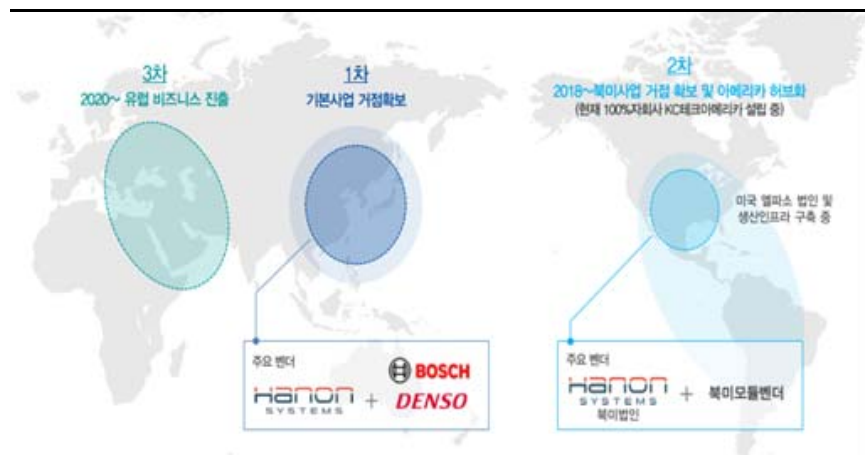 3차
2020~ 유럽 비즈니스 진출
1차
기본사업 거점확보
2차
2018~북미사업 거점 확보 및 아메리카 허브화
(현재 100%자회사 KC테크아메리카 설립 중)
미국 엘파소 법인 및
생산인프라 구축 중
주요 벤더
Hanon
SYSTEMS
+
BOSCH
DENSO
주요 벤더
Hanon
SYSTEMS
북미법인
+
북미모듈벤더